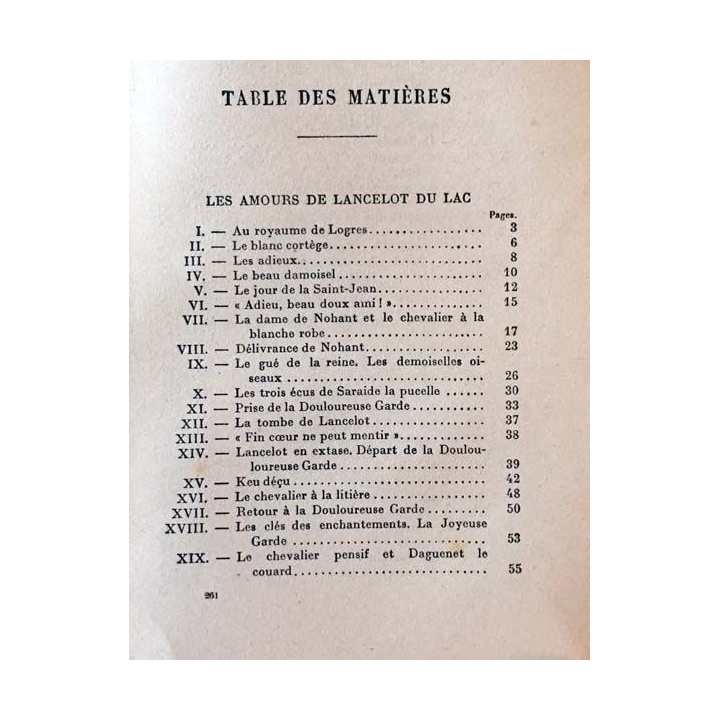 TABLE DES MATIÈRES
LES AMOURS DE LANCELOT DU LAC
Pages.
I. — Au royaume de Logres.................. 3
II. — Le blanc cortège........................ 6
III. — Les adieux............................. 8
IV. — Le beau damoisel...................... 10
V. — Le jour de la Saint-Jean................ 12
VI. — « Adieu, beau doux ami ! »............. 15
VII. — La dame de Nohant et le chevalier à la
blanche robe........................ 17
VIII. — Délivrance de Nohant.................. 23
IX. — Le gué de la reine. Les demoiselles oi-
seaux .............................. 26
X. — Les trois écus de Saraide la pucelle ...... 30
XI. — Prise de la Douloureuse Garde........... 33
XII. — La tombe de Lancelot.................. 37
XIII. — « Fin cœur ne peut mentir »............. 38
XIV. — Lancelot en extase. Départ de la Doulou-
loureuse Garde ...................... 39
XV. — Keu déçu ............................. 42
XVI. — Le chevalier à la litière................. 48
XVII. — Retour à la Douloureuse Garde ......... 50
XVIII. — Les clés des enchantements. La Joyeuse
Garde .............................. 53
XIX. — Le chevalier pensif et Daguenet le
couard.............................. 55
261